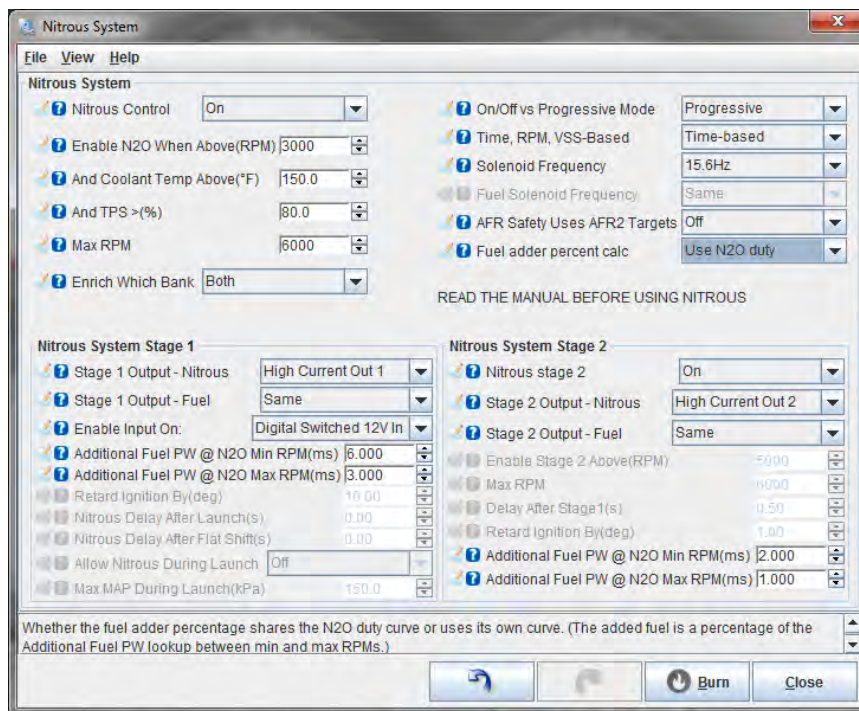 Nitrous System
File View Help
Nitrous System
Nitrous Control On
Enable N2O When Above(RPM) 3000
And Coolant Temp Above(°F) 150.0
And TPS >(%) 80.0
Max RPM 6000
Enrich Which Bank Both
On/Off vs Progressive Mode Progressive
Time, RPM, VSS-Based Time-based
Solenoid Frequency 15.6Hz
Fuel Solenoid Frequency Same
AFR Safety Uses AFR2 Targets Off
Fuel adder percent calc Use N2O duty
READ THE MANUAL BEFORE USING NITROUS
Nitrous System Stage 1
Stage 1 Output - Nitrous High Current Out 1
Stage 1 Output - Fuel Same
Enable Input On: Digital Switched 12V In
Additional Fuel PW @ N2O Min RPM(ms) 6.000
Additional Fuel PW @ N2O Max RPM(ms) 3.000
Retard Ignition By(deg) 10.00
Nitrous Delay After Launch(s) 0.00
Nitrous Delay After Flat Shift(s) 0.00
Allow Nitrous During Launch Off
Max MAP During Launch(kPa) 150.0
Nitrous System Stage 2
Nitrous stage 2 On
Stage 2 Output - Nitrous High Current Out 2
Stage 2 Output - Fuel Same
Enable Stage 2 Above(RPM) 5000
Max RPM 6000
Delay After Stage1(s) 0.50
Retard Ignition By(deg) 1.00
Additional Fuel PW @ N2O Min RPM(ms) 2.000
Additional Fuel PW @ N2O Max RPM(ms) 1.000
Whether the fuel adder percentage shares the N2O duty curve or uses its own curve. (The added fuel is a percentage of the
Additional Fuel PW lookup between min and max RPMs.)
Burn Close